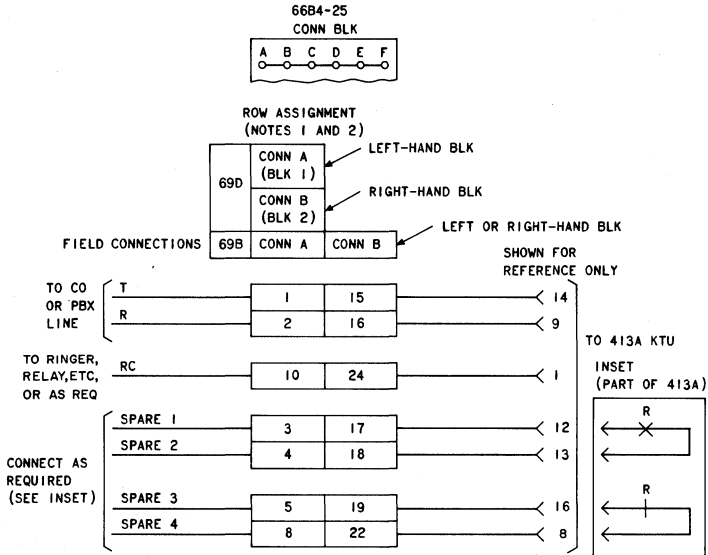 66B4-25
CONN BLK
A B C D E F
ROW ASSIGNMENT
(NOTES 1 AND 2)
69D
CONN A
(BLK 1)
LEFT-HAND BLK
CONN B
(BLK 2)
RIGHT-HAND BLK
LEFT OR RIGHT-HAND BLK
FIELD CONNECTIONS 69B CONN A CONN B
SHOWN FOR
REFERENCE ONLY
TO CO
OR PBX
LINE
T 1 15 14
R 2 16 9
TO 413A KTU
TO RINGER,
RELAY,ETC,
OR AS REQ
RC 10 24 1
INSET
(PART OF 413A)
CONNECT AS
REQUIRED
(SEE INSET)
SPARE 1 3 17 12
SPARE 2 4 18 13
R
SPARE 3 5 19 16
SPARE 4 8 22 8
R